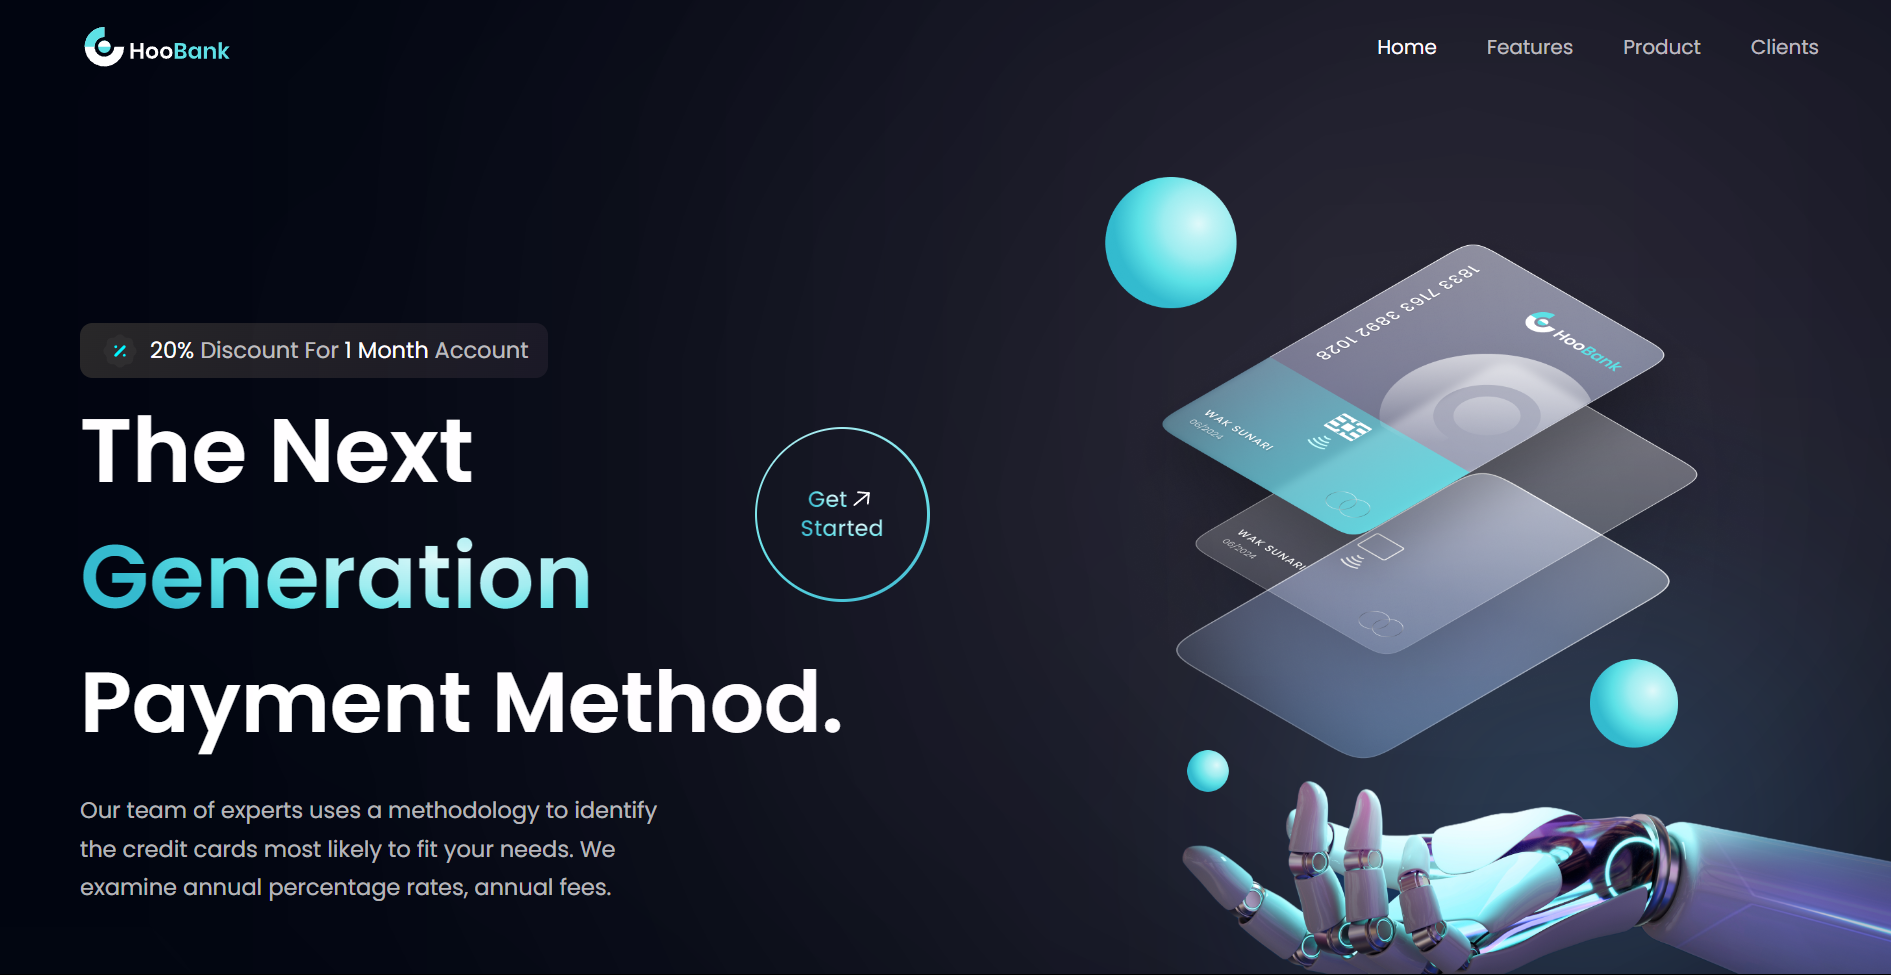 HooBank
Home
Features
Product
Clients
20% Discount For 1 Month Account
The Next
Generation
Payment Method.
Get
Started
Our team of experts uses a methodology to identify
the credit cards most likely to fit your needs. We
examine annual percentage rates, annual fees.
1833 7163 3892 1028
HooBank
WAK SUNARI
06/2024
WAK SUNARI
06/2024